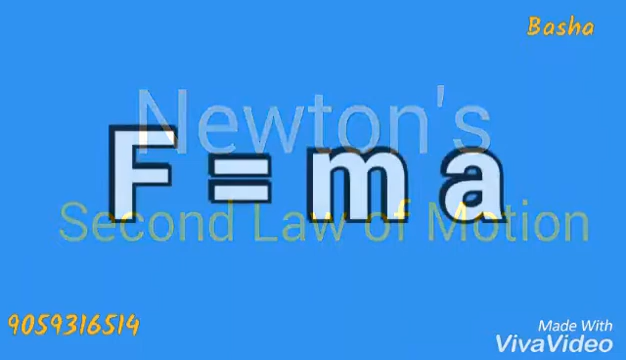 Basha
Newton's
F = m a
Second Law of Motion
9059316514
Made With
VivaVideo